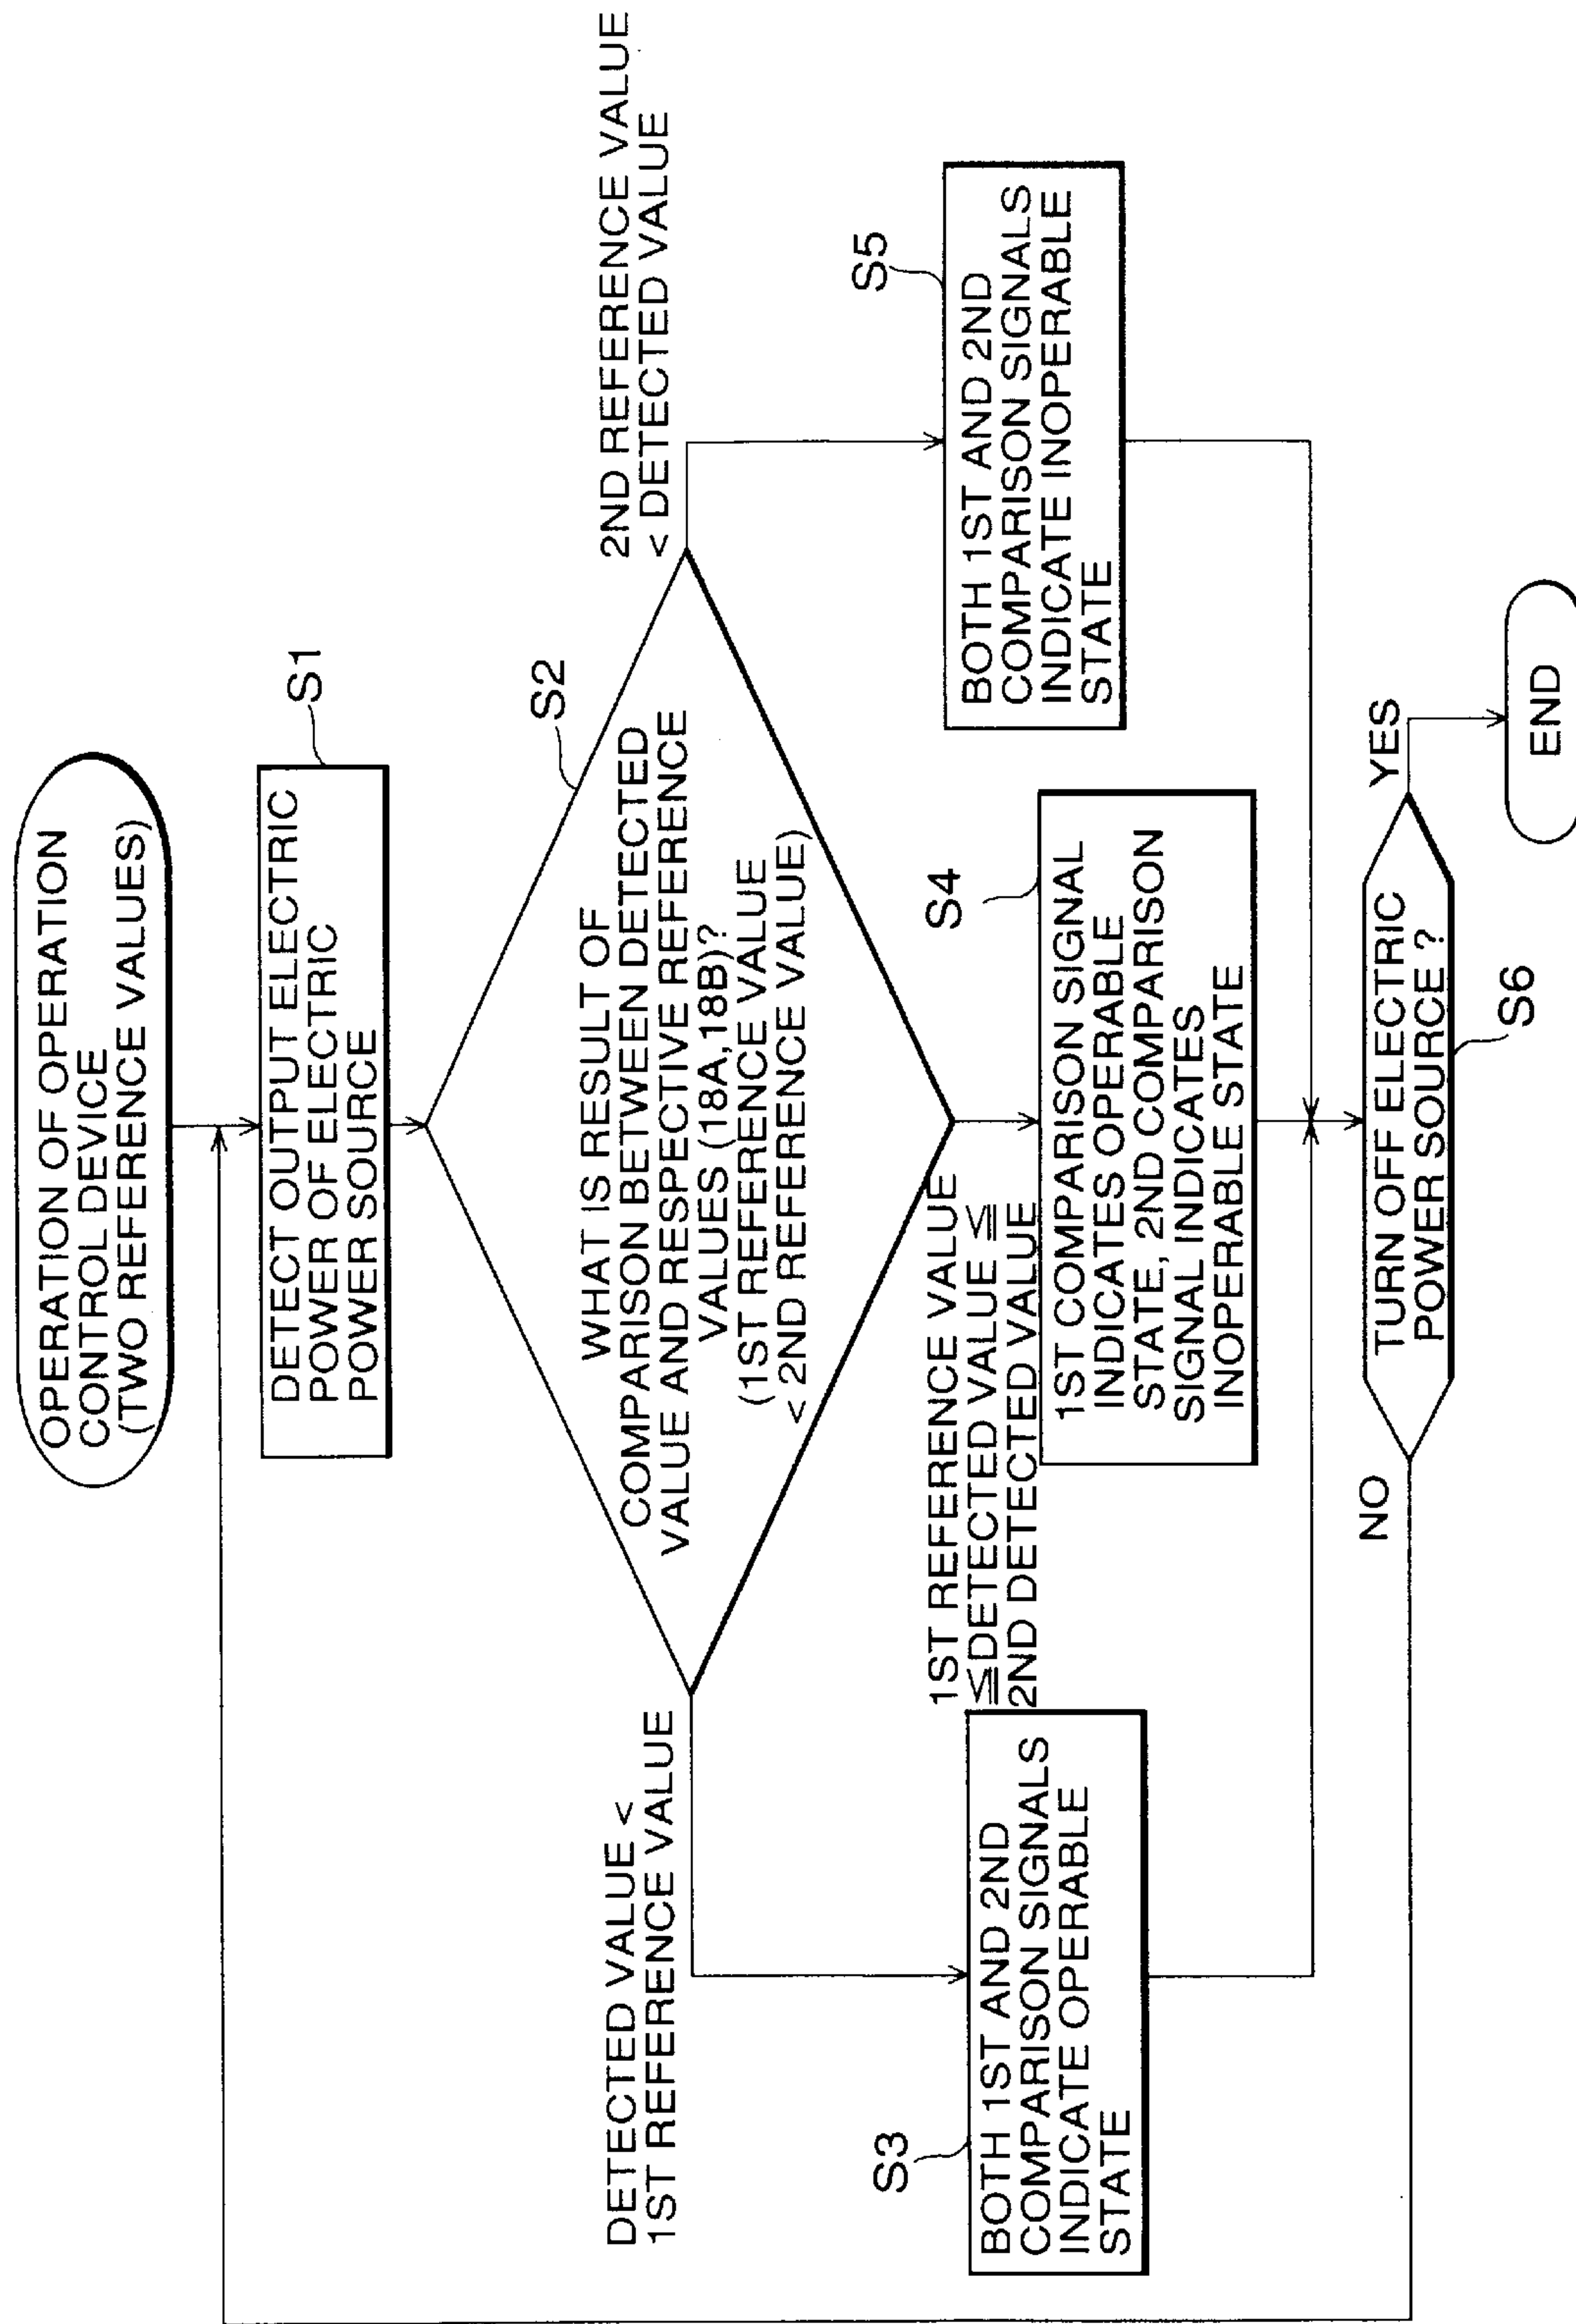 OPERATION OF OPERATION
CONTROL DEVICE
(TWO REFERENCE VALUES)
DETECT OUTPUT ELECTRIC
POWER OF ELECTRIC
POWER SOURCE
S1
S2
WHAT IS RESULT OF
COMPARISON BETWEEN DETECTED
VALUE AND RESPECTIVE REFERENCE
VALUES (18A,18B)?
(1ST REFERENCE VALUE
< 2ND REFERENCE VALUE)
DETECTED VALUE <
1ST REFERENCE VALUE
2ND REFERENCE VALUE
< DETECTED VALUE
1ST REFERENCE VALUE
≦DETECTED VALUE ≦
2ND DETECTED VALUE
S3
BOTH 1ST AND 2ND
COMPARISON SIGNALS
INDICATE OPERABLE
STATE
S4
1ST COMPARISON SIGNAL
INDICATES OPERABLE
STATE, 2ND COMPARISON
SIGNAL INDICATES
INOPERABLE STATE
S5
BOTH 1ST AND 2ND
COMPARISON SIGNALS
INDICATE INOPERABLE
STATE
NO
TURN OFF ELECTRIC
POWER SOURCE ?
YES
S6
END